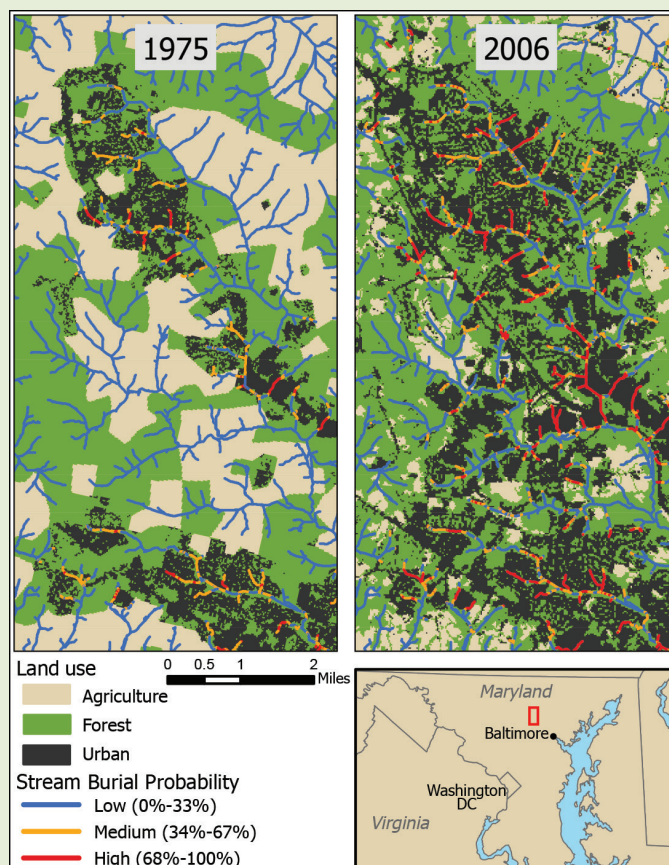 1975
2006
Land use
Agriculture
Forest
Urban
0 0.5 1 2
Miles
Stream Burial Probability
Low (0%-33%)
Medium (34%-67%)
High (68%-100%)
Maryland
Baltimore
Washington
DC
Virginia